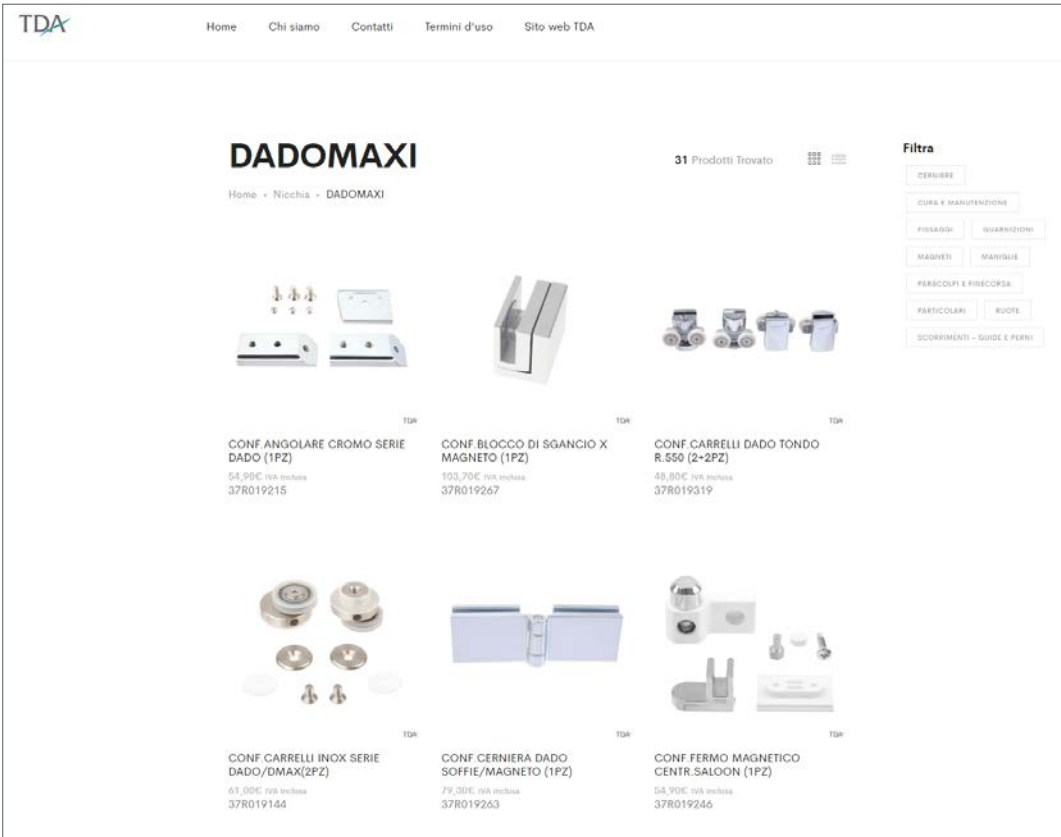 TDA
Home Chi siamo Contatti Termini d'uso Sito web TDA
DADOMAXI
31 Prodotti Trovato
Home • Nicchia • DADOMAXI
Filtra
CERNIERE
CURA E MANUTENZIONE
FISSAGGI GUARNIZIONI
MAGNETI MANIGLIE
PARACOLPI E FINECORSA
PARTICOLARI RUOTE
SCORRIMENTI – GUIDE E PERNI
TDA
CONF.ANGOLARE CROMO SERIE
DADO (1PZ)
54,90€ IVA Inclusa
37R019215
TDA
CONF.BLOCCO DI SGANCIO X
MAGNETO (1PZ)
103,70€ IVA Inclusa
37R019267
TDA
CONF.CARRELLI DADO TONDO
R.550 (2+2PZ)
48,80€ IVA Inclusa
37R019319
TDA
CONF.CARRELLI INOX SERIE
DADO/DMAX(2PZ)
61,00€ IVA Inclusa
37R019144
TDA
CONF.CERNIERA DADO
SOFFIE/MAGNETO (1PZ)
79,30€ IVA Inclusa
37R019263
TDA
CONF.FERMO MAGNETICO
CENTR.SALOON (1PZ)
54,90€ IVA Inclusa
37R019246